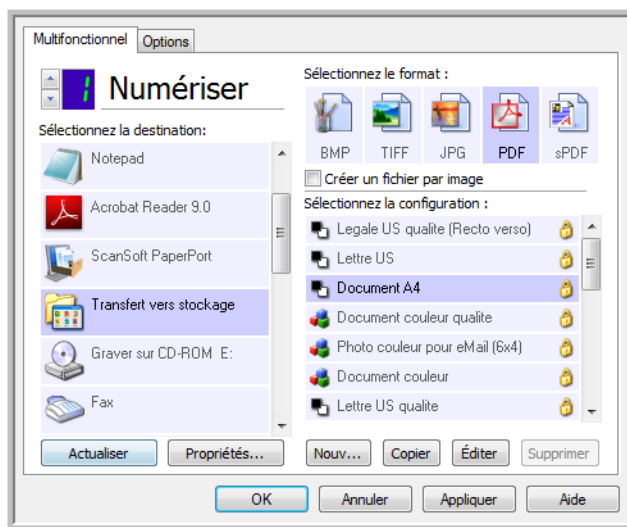 Multifonctionnel
Options
1 Numériser
Sélectionnez la destination:
Notepad
Acrobat Reader 9.0
ScanSoft PaperPort
Transfert vers stockage
Graver sur CD-ROM E:
Fax
Actualiser
Propriétés...
Sélectionnez le format :
BMP
TIFF
JPG
PDF
sPDF
Créer un fichier par image
Sélectionnez la configuration :
Legale US qualite (Recto verso)
Lettre US
Document A4
Document couleur qualite
Photo couleur pour eMail (6x4)
Document couleur
Lettre US qualite
Nouv...
Copier
Éditer
Supprimer
OK
Annuler
Appliquer
Aide